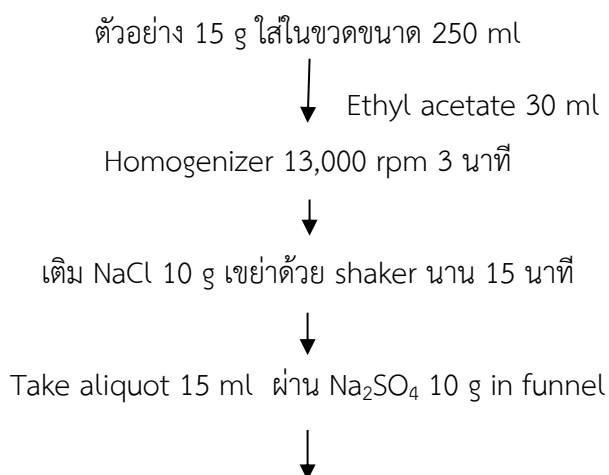 ตัวอย่าง 15 g ใส่ในขวดขนาด 250 ml
Ethyl acetate 30 ml
Homogenizer 13,000 rpm 3 นาที
เติม NaCl 10 g เขย่าด้วย shaker นาน 15 นาที
Take aliquot 15 ml ผ่าน Na₂SO₄ 10 g in funnel